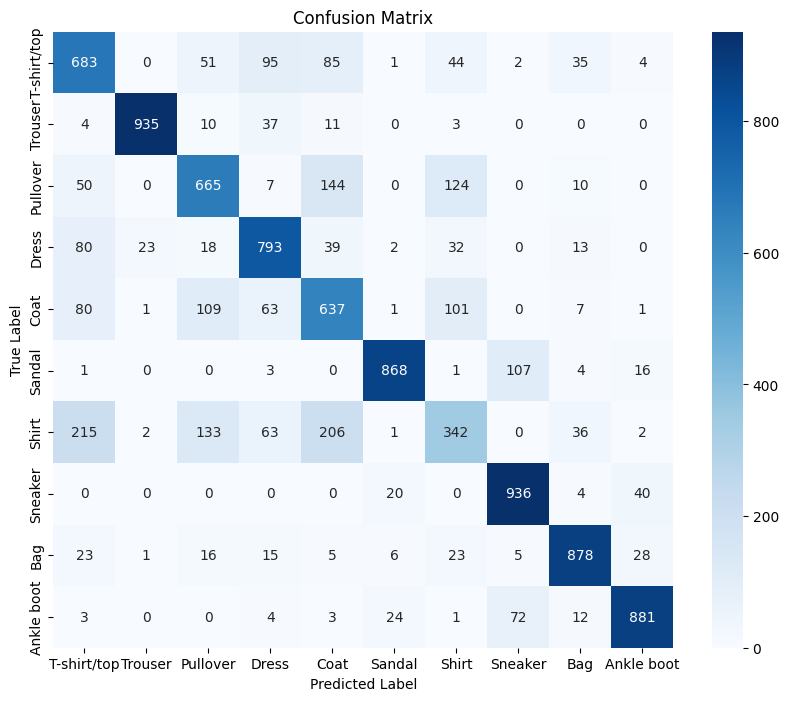 Confusion Matrix
T-shirt/top 683 0 51 95 85 1 44 2 35 4
Trouser 4 935 10 37 11 0 3 0 0 0
800
Pullover 50 0 665 7 144 0 124 0 10 0
Dress 80 23 18 793 39 2 32 0 13 0
600
True Label
Coat 80 1 109 63 637 1 101 0 7 1
Sandal 1 0 0 3 0 868 1 107 4 16
400
Shirt 215 2 133 63 206 1 342 0 36 2
Sneaker 0 0 0 0 0 20 0 936 4 40
200
Bag 23 1 16 15 5 6 23 5 878 28
Ankle boot 3 0 0 4 3 24 1 72 12 881
0
T-shirt/top Trouser Pullover Dress Coat Sandal Shirt Sneaker Bag Ankle boot
Predicted Label